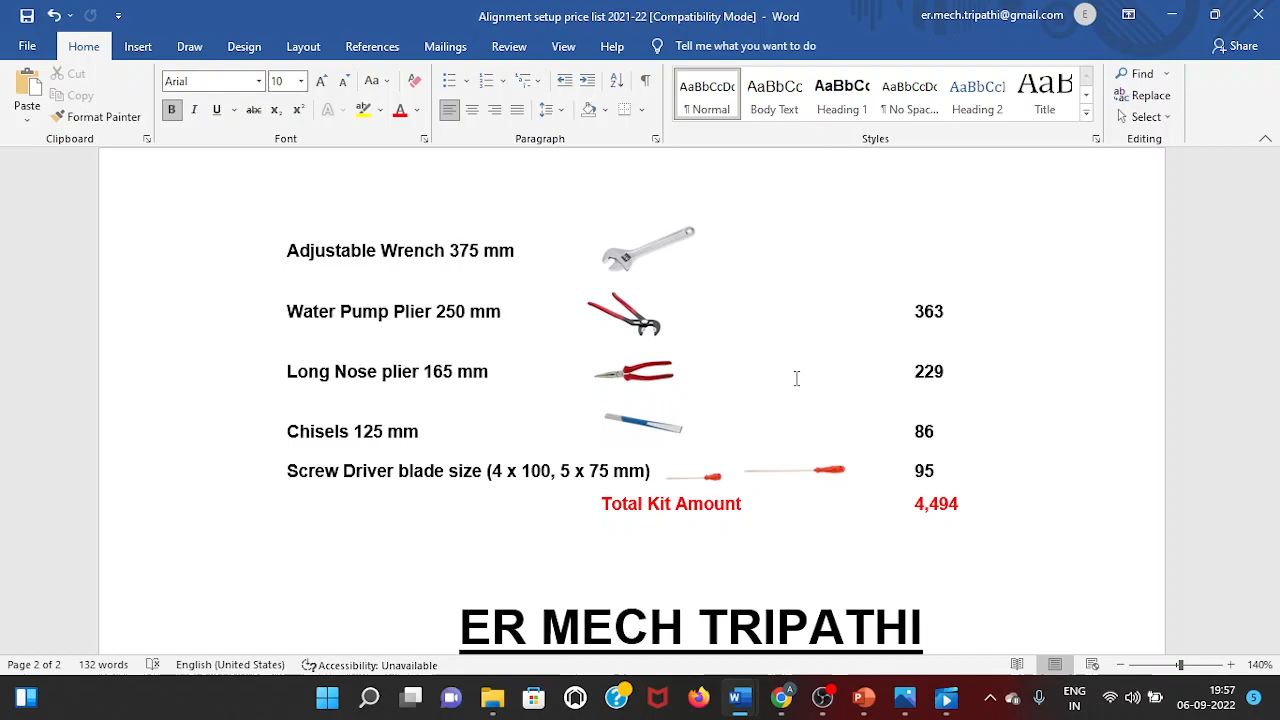 Alignment setup price list 2021-22 [Compatibility Mode] - Word
er.mech.tripathi@gmail.com E
File Home Insert Draw Design Layout References Mailings Review View Help Tell me what you want to do Share
Paste
Cut
Copy
Format Painter
Clipboard
Arial 10
Font
Paragraph
AaBbCcDc AaBbCc AaBbCc AaBbCcDc AaBbCcI AaB
¶ Normal Body Text Heading 1 ¶ No Spac... Heading 2 Title
Styles
Find
Replace
Select
Editing
Adjustable Wrench 375 mm
Water Pump Plier 250 mm 363
Long Nose plier 165 mm 229
Chisels 125 mm 86
Screw Driver blade size (4 x 100, 5 x 75 mm) 95
Total Kit Amount 4,494
ER MECH TRIPATHI
Page 2 of 2 132 words English (United States) Accessibility: Unavailable 140%
ENG 19:57
IN 06-09-2022 5